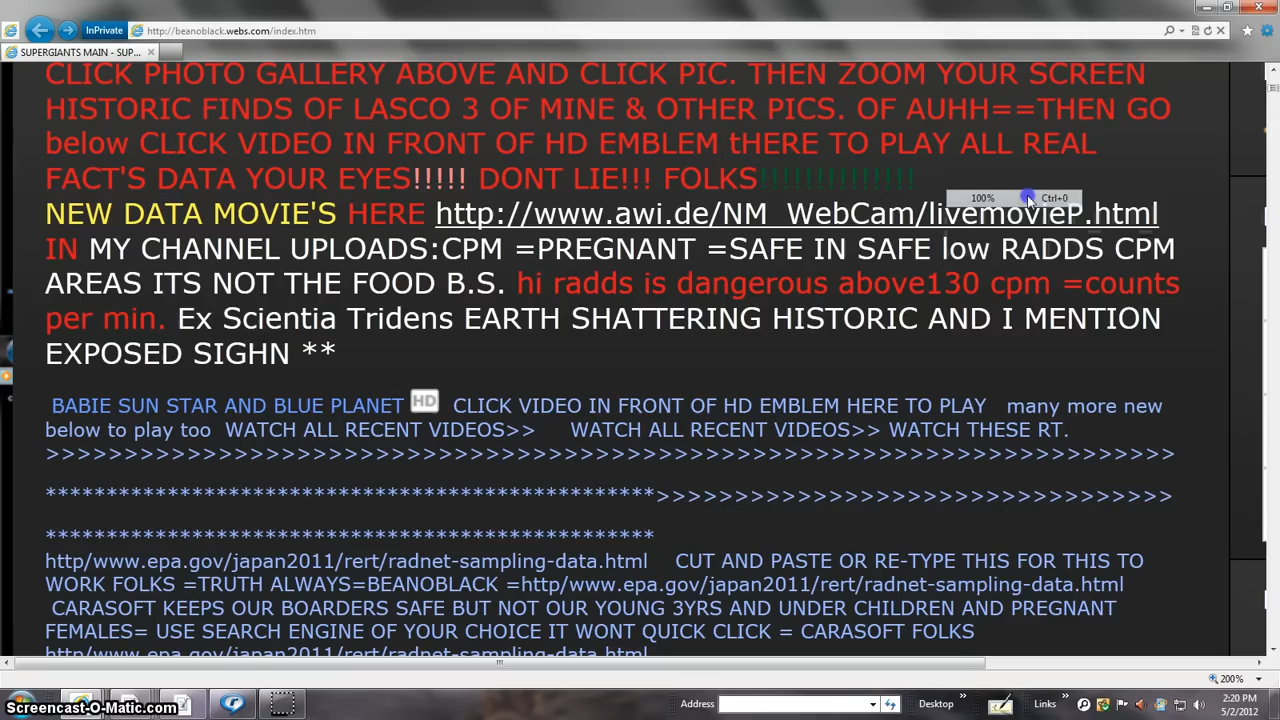 InPrivate
http://beanoblack.webs.com/index.htm
SUPERGIANTS MAIN - SUP...
CLICK PHOTO GALLERY ABOVE AND CLICK PIC. THEN ZOOM YOUR SCREEN
HISTORIC FINDS OF LASCO 3 OF MINE & OTHER PICS. OF AUHH==THEN GO
below CLICK VIDEO IN FRONT OF HD EMBLEM tHERE TO PLAY ALL REAL
FACT'S DATA YOUR EYES!!!!! DONT LIE!!! FOLKS!!!!!!!!!!!!!!
100% Ctrl+0
NEW DATA MOVIE'S HERE http://www.awi.de/NM_WebCam/livemovieP.html
IN MY CHANNEL UPLOADS:CPM =PREGNANT =SAFE IN SAFE low RADDS CPM
AREAS ITS NOT THE FOOD B.S. hi radds is dangerous above130 cpm =counts
per min. Ex Scientia Tridens EARTH SHATTERING HISTORIC AND I MENTION
EXPOSED SIGHN **
BABIE SUN STAR AND BLUE PLANET HD CLICK VIDEO IN FRONT OF HD EMBLEM HERE TO PLAY many more new
below to play too WATCH ALL RECENT VIDEOS>> WATCH ALL RECENT VIDEOS>> WATCH THESE RT.
>>>>>>>>>>>>>>>>>>>>>>>>>>>>>>>>>>>>>>>>>>>>>>>>>>>>>>>>>>>>>>>>>>>>>>>>>>
**************************************************>>>>>>>>>>>>>>>>>>>>>>>>>>>>>>>>>
**************************************************
http/www.epa.gov/japan2011/rert/radnet-sampling-data.html CUT AND PASTE OR RE-TYPE THIS FOR THIS TO
WORK FOLKS =TRUTH ALWAYS=BEANOBLACK =http/www.epa.gov/japan2011/rert/radnet-sampling-data.html
CARASOFT KEEPS OUR BOARDERS SAFE BUT NOT OUR YOUNG 3YRS AND UNDER CHILDREN AND PREGNANT
FEMALES= USE SEARCH ENGINE OF YOUR CHOICE IT WONT QUICK CLICK = CARASOFT FOLKS
http/www.epa.gov/japan2011/rert/radnet-sampling-data.html
200%
Address Desktop Links 2:20 PM
5/2/2012
Screencast-O-Matic.com